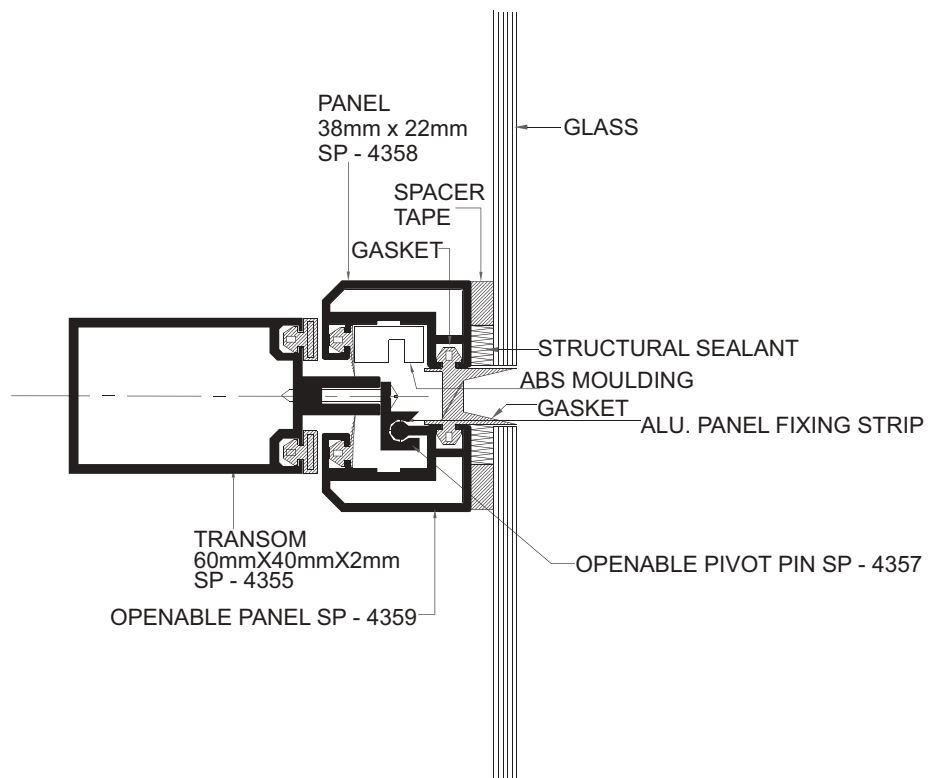 PANEL
38mm x 22mm
SP - 4358
GLASS
SPACER
TAPE
GASKET
STRUCTURAL SEALANT
ABS MOULDING
GASKET
ALU. PANEL FIXING STRIP
TRANSOM
60mmX40mmX2mm
SP - 4355
OPENABLE PIVOT PIN SP - 4357
OPENABLE PANEL SP - 4359